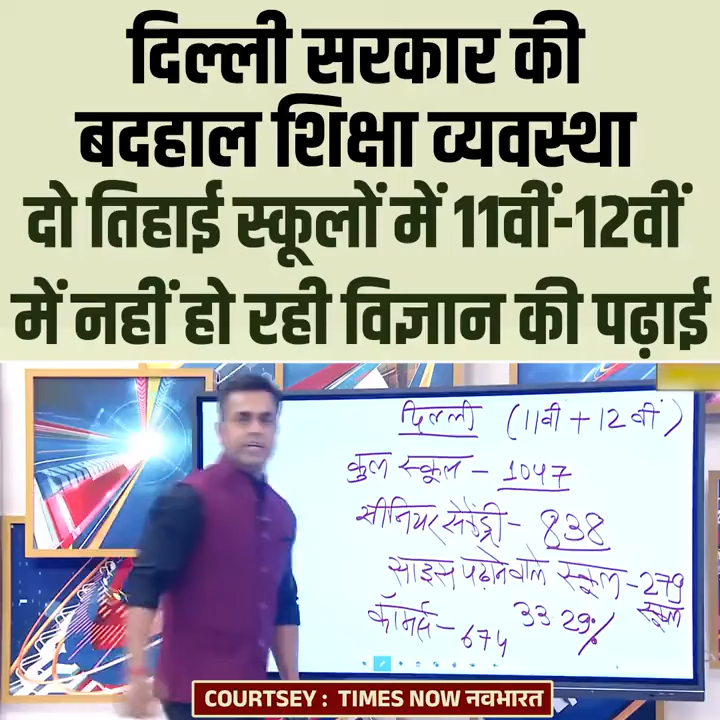 दिल्ली सरकार की
बदहाल शिक्षा व्यवस्था
दो तिहाई स्कूलों में 11वीं-12वीं
में नहीं हो रही विज्ञान की पढ़ाई
दिल्ली (11वीं + 12वीं)
कुल स्कूल - 1047
सीनियर सेकेंड्री - 838
साइंस पढ़ाने वाले स्कूल - 279
स्कूल
33.29%
कॉमर्स - 674
COURTSEY : TIMES NOW नवभारत